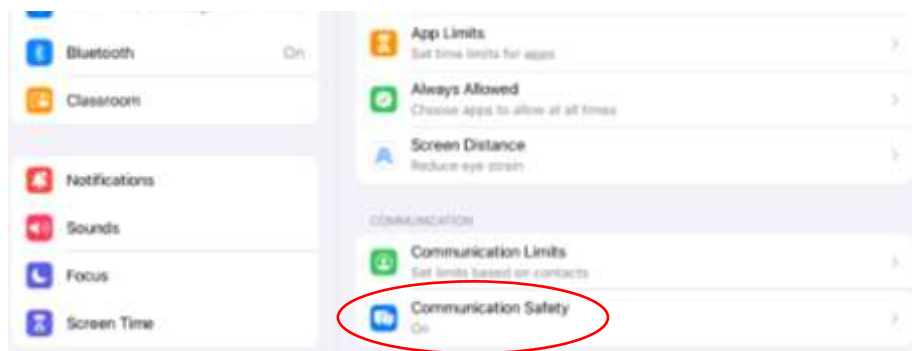 Bluetooth On
Classroom
Notifications
Sounds
Focus
Screen Time
App Limits
Set time limits for apps
Always Allowed
Choose apps to allow at all times
Screen Distance
Reduce eye strain
COMMUNICATION
Communication Limits
Set limits based on contacts
Communication Safety
On